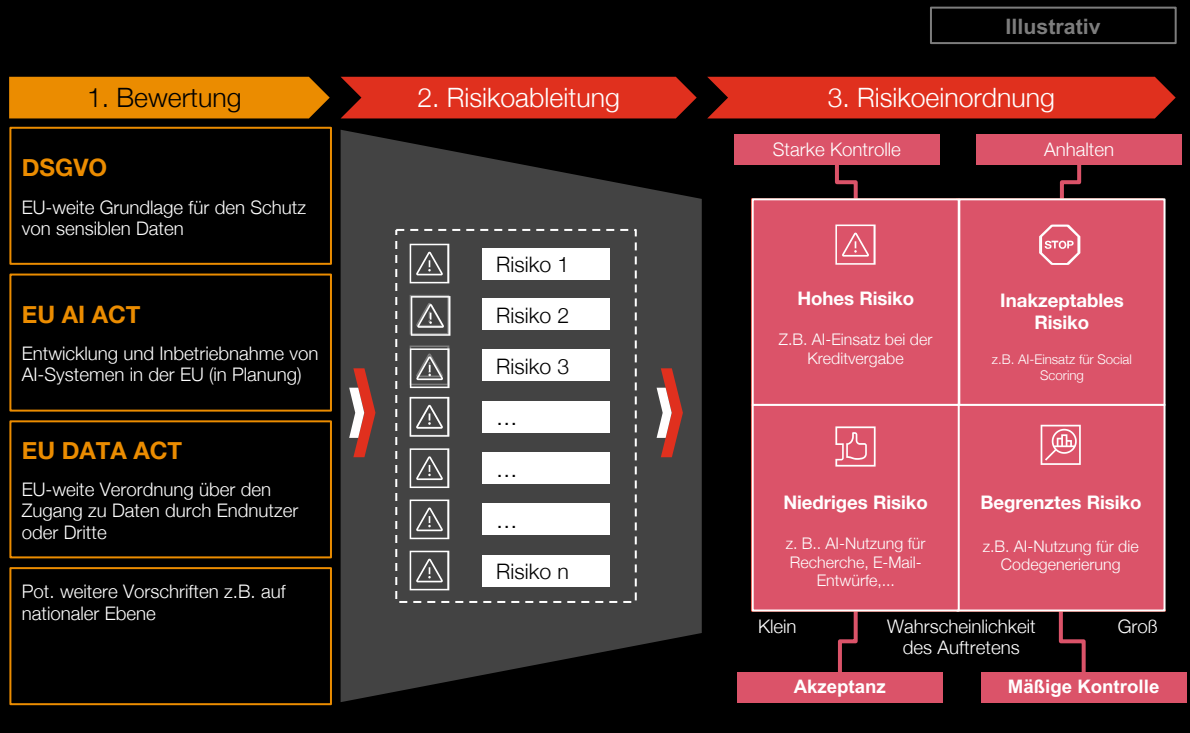 Illustrativ
1. Bewertung
2. Risikoableitung
3. Risikoeinordnung
DSGVO
EU-weite Grundlage für den Schutz
von sensiblen Daten
EU AI ACT
Entwicklung und Inbetriebnahme von
AI-Systemen in der EU (in Planung)
EU DATA ACT
EU-weite Verordnung über den
Zugang zu Daten durch Endnutzer
oder Dritte
Pot. weitere Vorschriften z.B. auf
nationaler Ebene
Risiko 1
Risiko 2
Risiko 3
...
...
...
Risiko n
Starke Kontrolle
Anhalten
Hohes Risiko
Z.B. AI-Einsatz bei der
Kreditvergabe
STOP
Inakzeptables
Risiko
z.B. AI-Einsatz für Social
Scoring
Niedriges Risiko
z. B.. AI-Nutzung für
Recherche, E-Mail-
Entwürfe,...
Begrenztes Risiko
z.B. AI-Nutzung für die
Codegenerierung
Klein
Wahrscheinlichkeit
des Auftretens
Groß
Akzeptanz
Mäßige Kontrolle